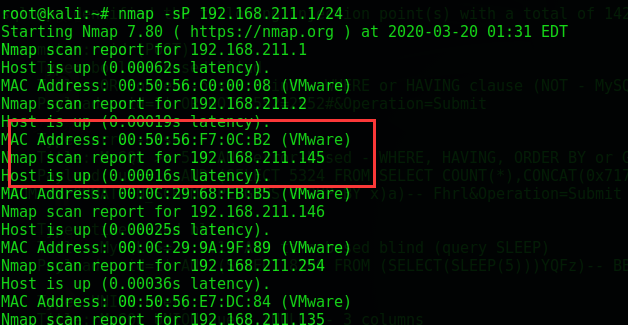 root@kali:~# nmap -sP 192.168.211.1/24
Starting Nmap 7.80 ( https://nmap.org ) at 2020-03-20 01:31 EDT
Nmap scan report for 192.168.211.1
Host is up (0.00062s latency).
MAC Address: 00:50:56:C0:00:08 (VMware)
Nmap scan report for 192.168.211.2
Host is up (0.00019s latency).
MAC Address: 00:50:56:F7:0C:B2 (VMware)
Nmap scan report for 192.168.211.145
Host is up (0.00016s latency).
MAC Address: 00:0C:29:68:FB:B5 (VMware)
Nmap scan report for 192.168.211.146
Host is up (0.00025s latency).
MAC Address: 00:0C:29:9A:9F:89 (VMware)
Nmap scan report for 192.168.211.254
Host is up (0.00036s latency).
MAC Address: 00:50:56:E7:DC:84 (VMware)
Nmap scan report for 192.168.211.135